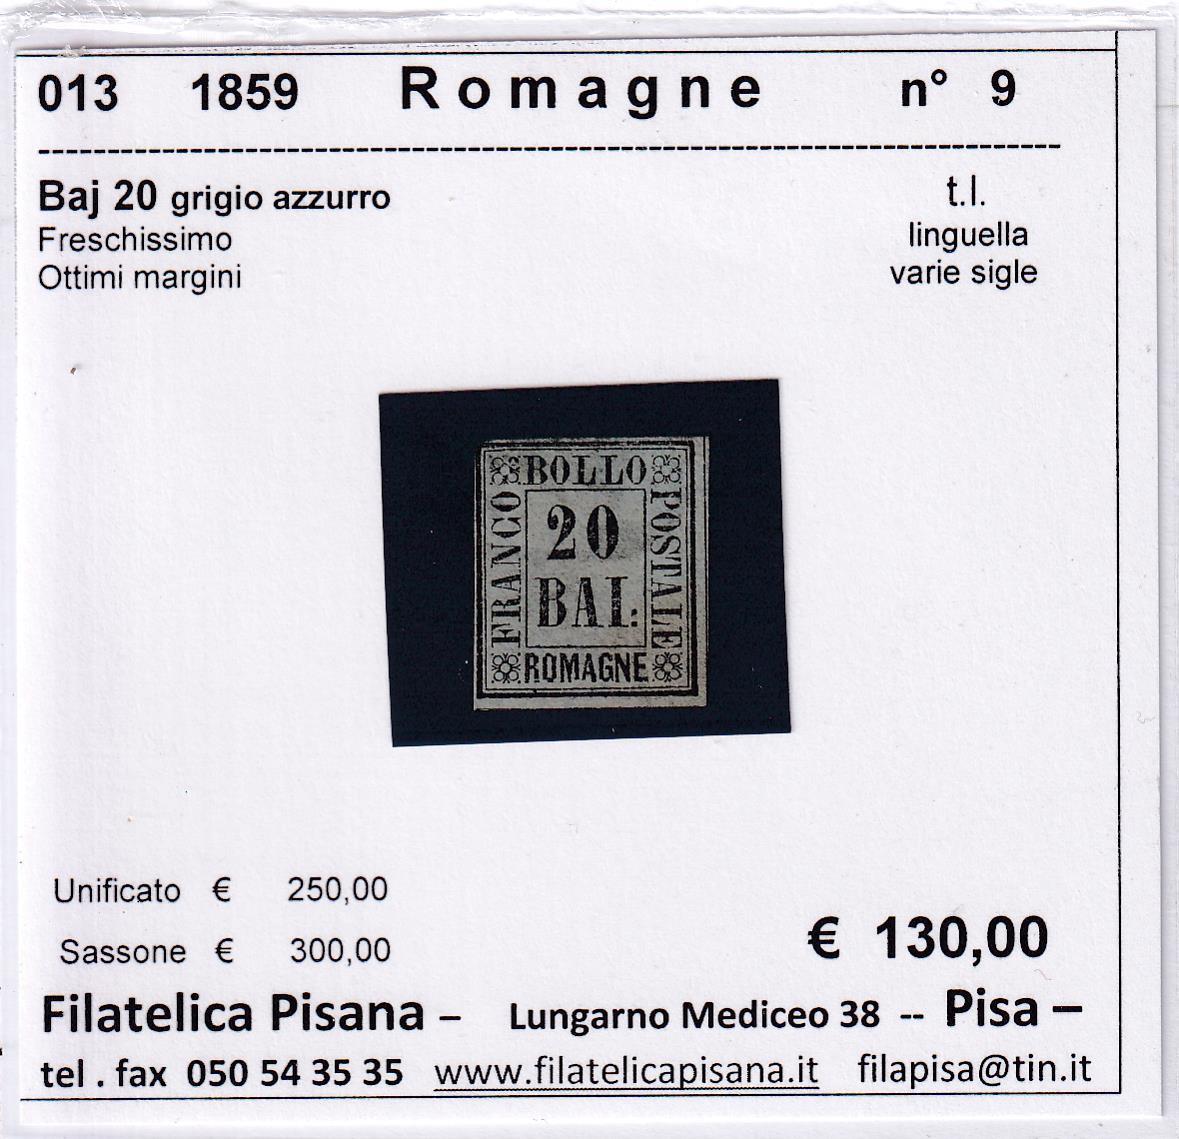 013 1859 Romagne n° 9
--------------------------------------------------------------------------------
Baj 20 grigio azzurro
Freschissimo
Ottimi margini
t.l.
linguella
varie sigle
BOLLO
FRANCO
POSTALE
20
BAI:
ROMAGNE
Unificato € 250,00
Sassone € 300,00
€ 130,00
Filatelica Pisana – Lungarno Mediceo 38 -- Pisa –
tel . fax 050 54 35 35 www.filatelicapisana.it filapisa@tin.it